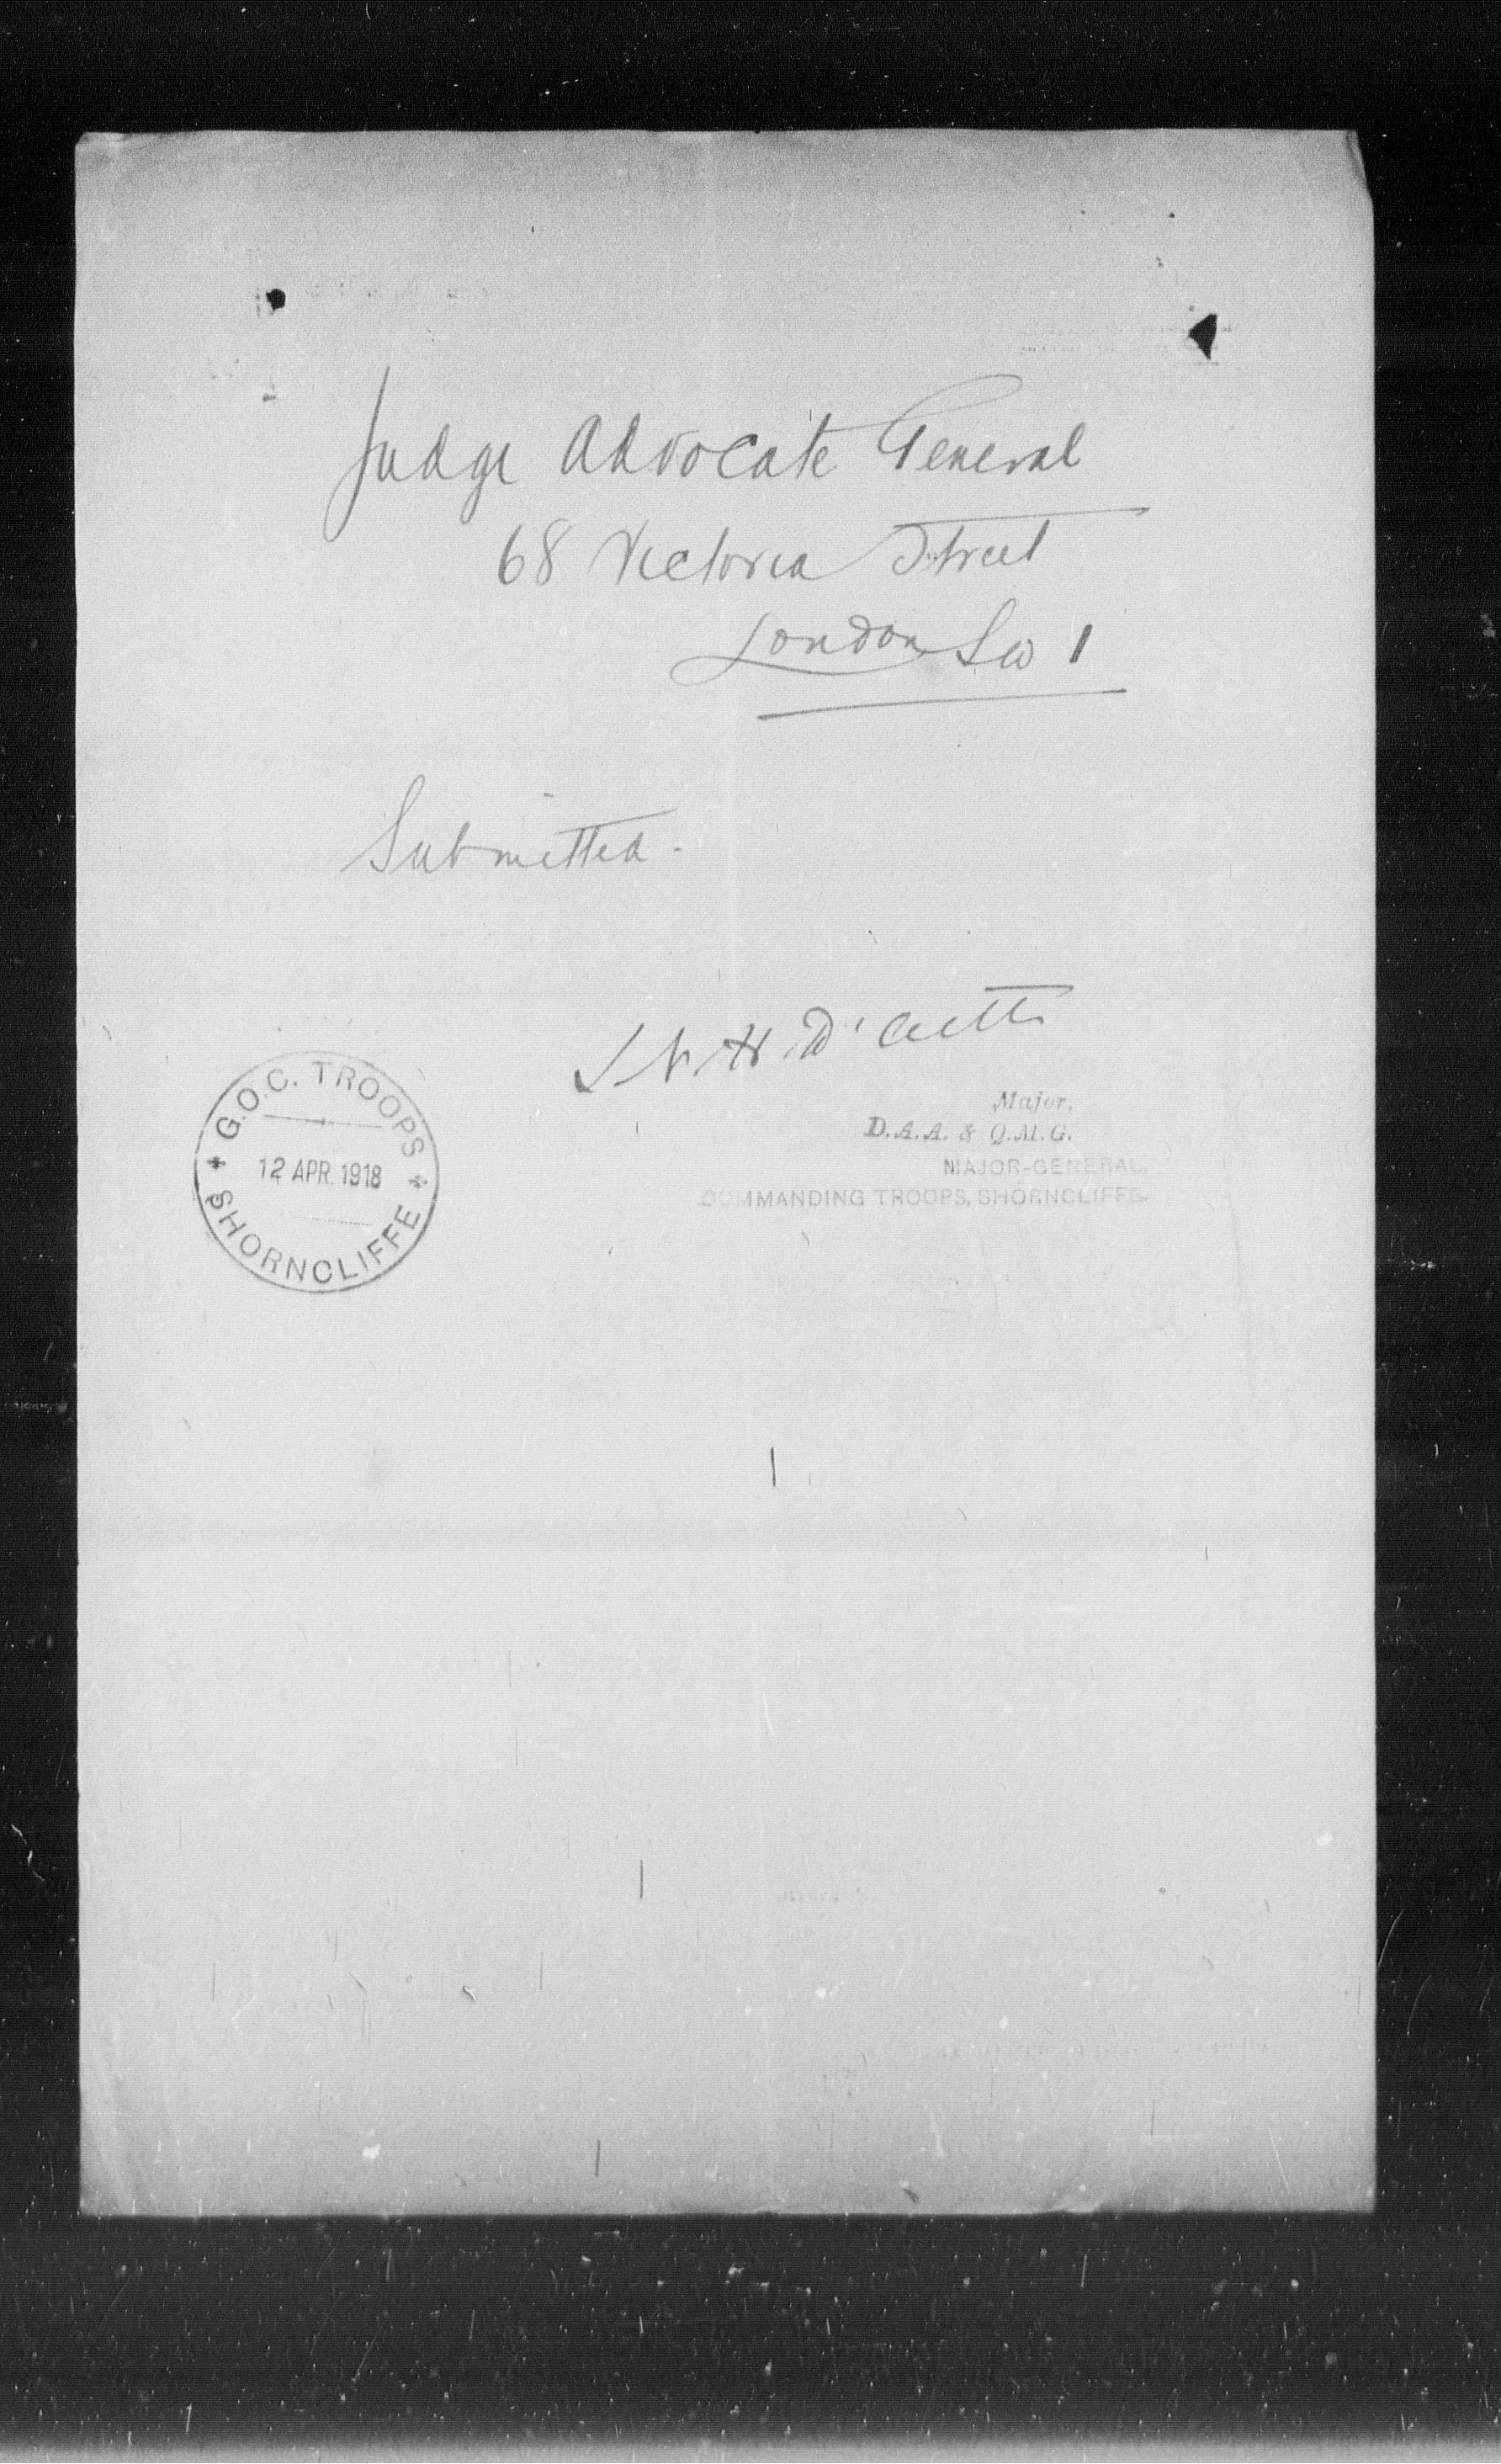 Judge Advocate General
68 Victoria Street
London SW 1
Submitted.
Major,
D.A.A. & Q.M.G.
MAJOR-GENERAL,
COMMANDING TROOPS, SHORNCLIFFE.
G.O.C. TROOPS
12 APR. 1918
SHORNCLIFFE